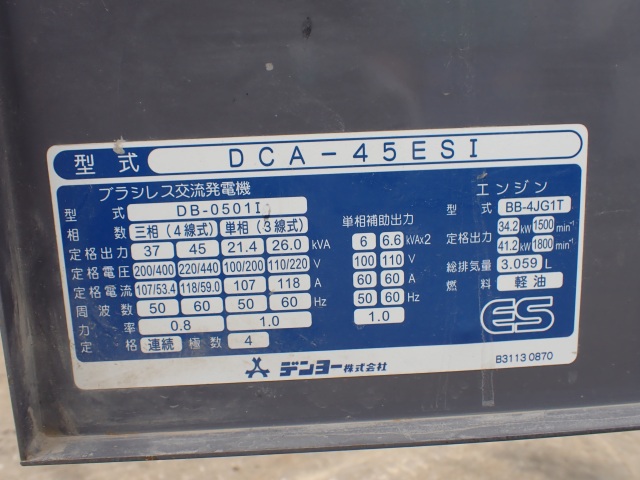 型式 DCA-45ESI
ブラシレス交流発電機
型式 DB-0501I
相数 三相(4線式) 単相(3線式)
定格出力 37 45 21.4 26.0 kVA
定格電圧 200/400 220/440 100/200 110/220 V
定格電流 107/53.4 118/59.0 107 118 A
周波数 50 60 50 60 Hz
力率 0.8 1.0
定格 連続 極数 4
単相補助出力
6 6.6 kVAx2
100 110 V
60 60 A
50 60 Hz
1.0
エンジン
型式 BB-4JG1T
定格出力 34.2 kW 1500 min⁻¹
41.2 kW 1800 min⁻¹
総排気量 3.059 L
燃料 軽油
ES
デンヨー株式会社
B3113 0870